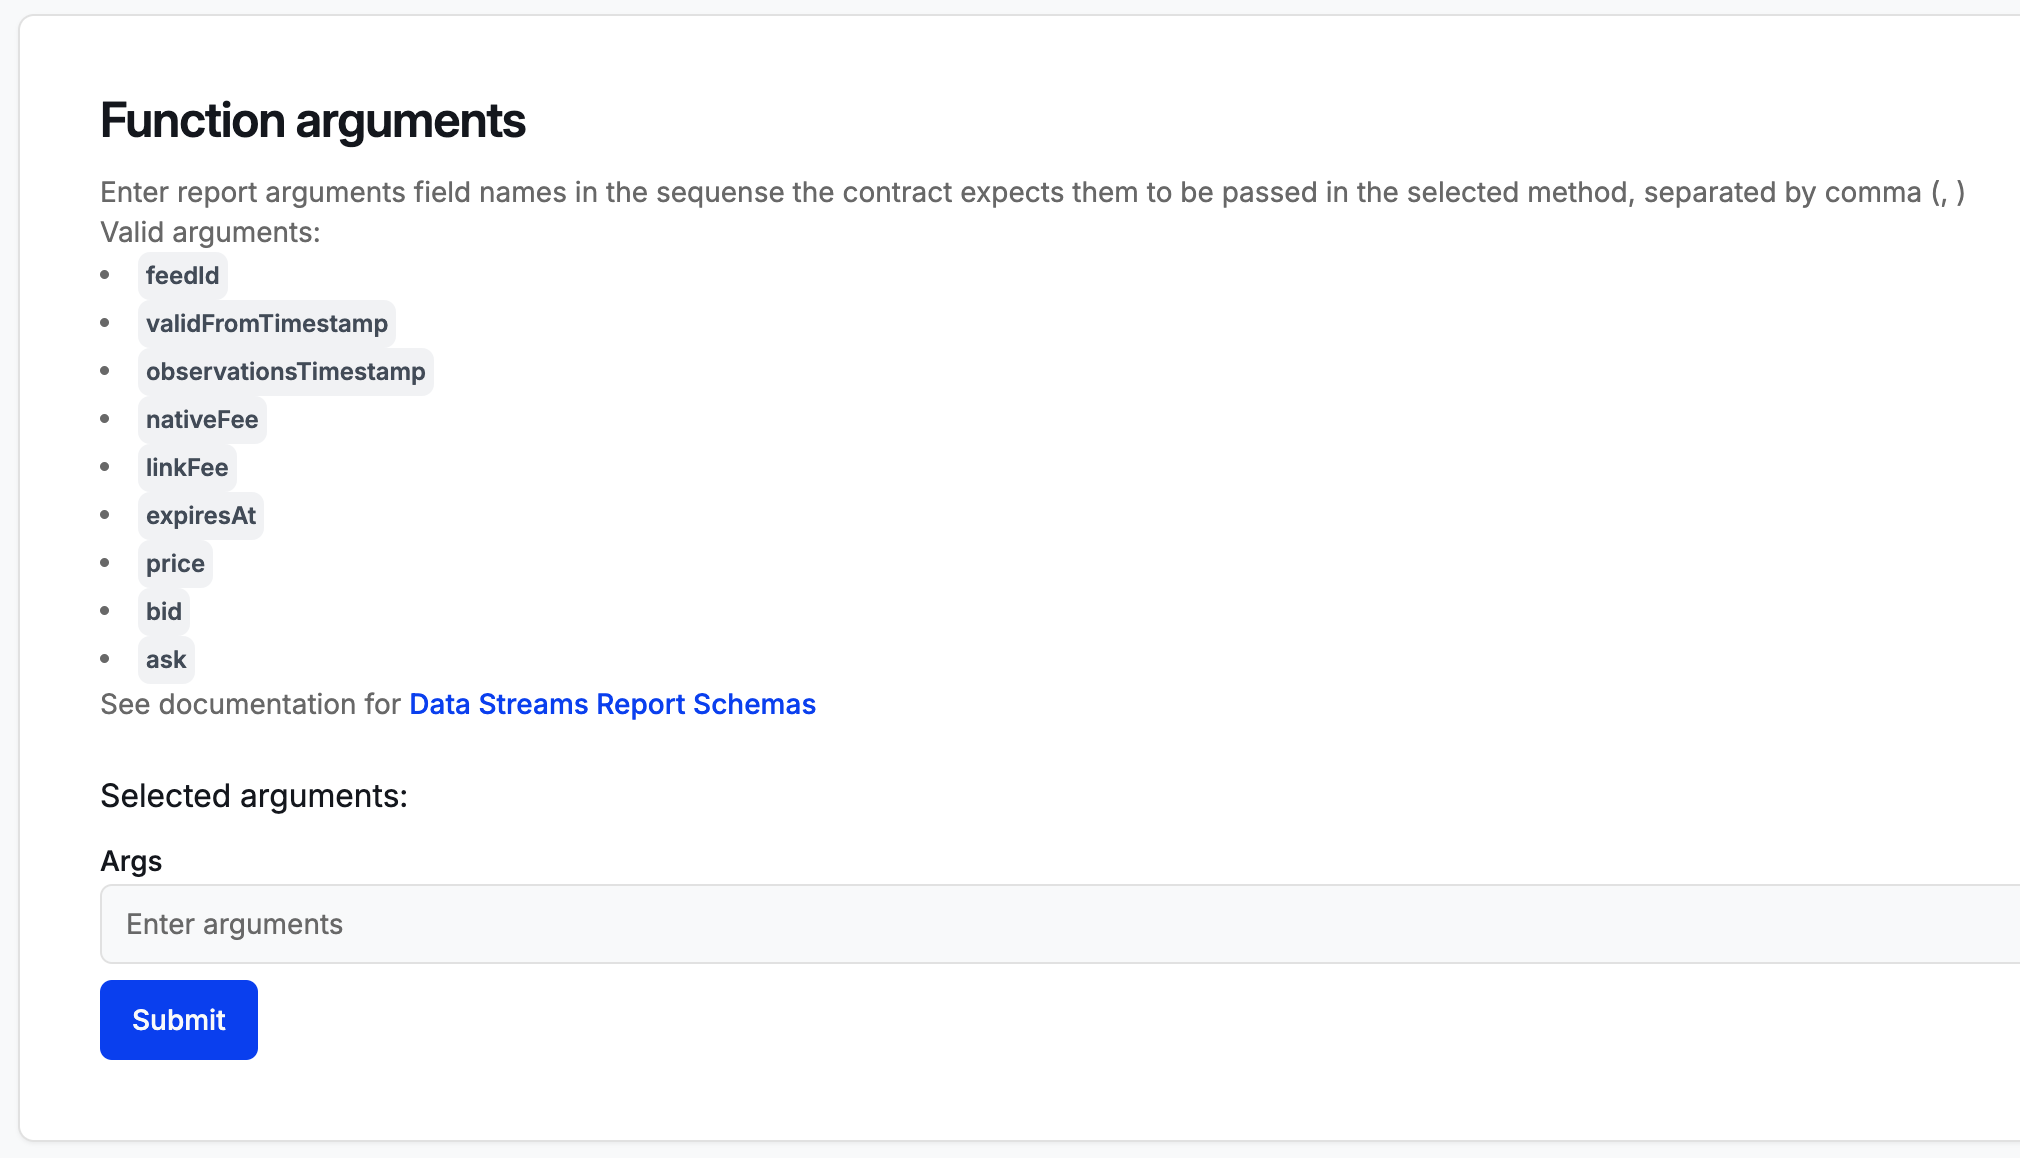 Function arguments
Enter report arguments field names in the sequense the contract expects them to be passed in the selected method, separated by comma (, )
Valid arguments:
• feedId
• validFromTimestamp
• observationsTimestamp
• nativeFee
• linkFee
• expiresAt
• price
• bid
• ask
See documentation for Data Streams Report Schemas
Selected arguments:
Args
Enter arguments
Submit